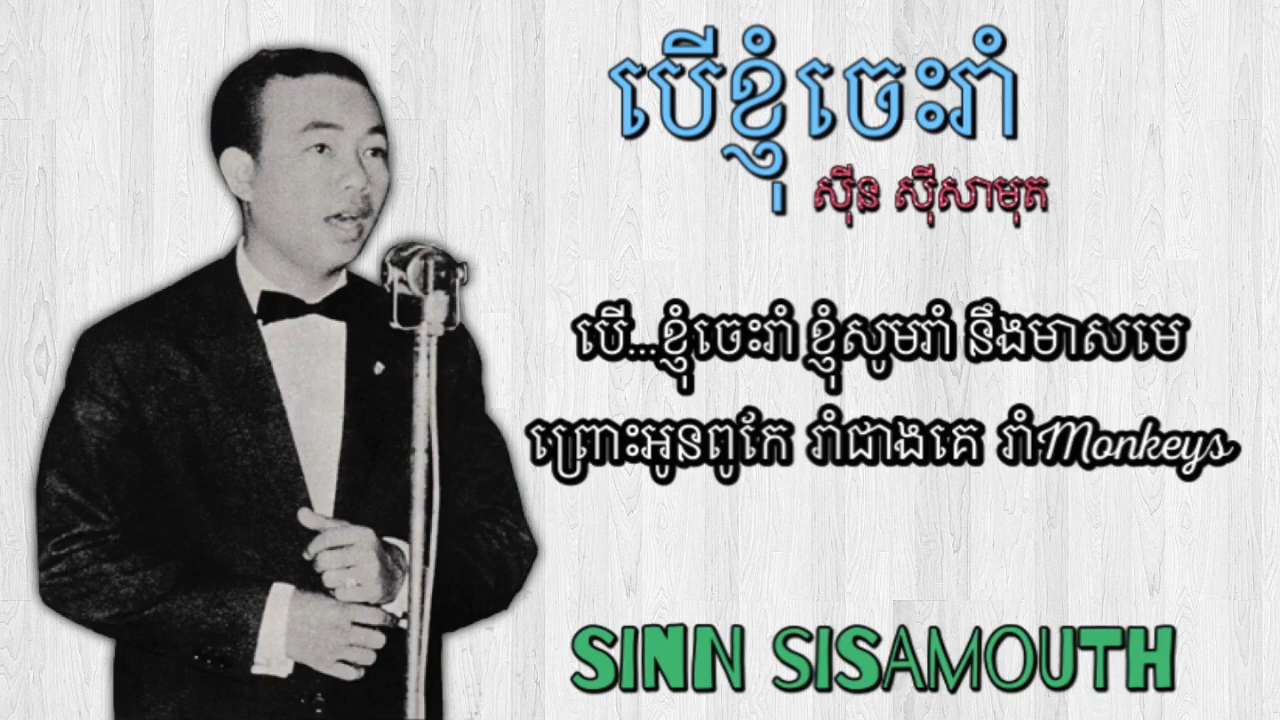 បើខ្ញុំចេះរាំ
ស៊ីន ស៊ីសាមុត
បើ...ខ្ញុំចេះរាំ ខ្ញុំសូមរាំ នឹងមាសមេ
ព្រោះអូនពូកែ រាំជាងគេ រាំMonkeys
SINN SISAMOUTH